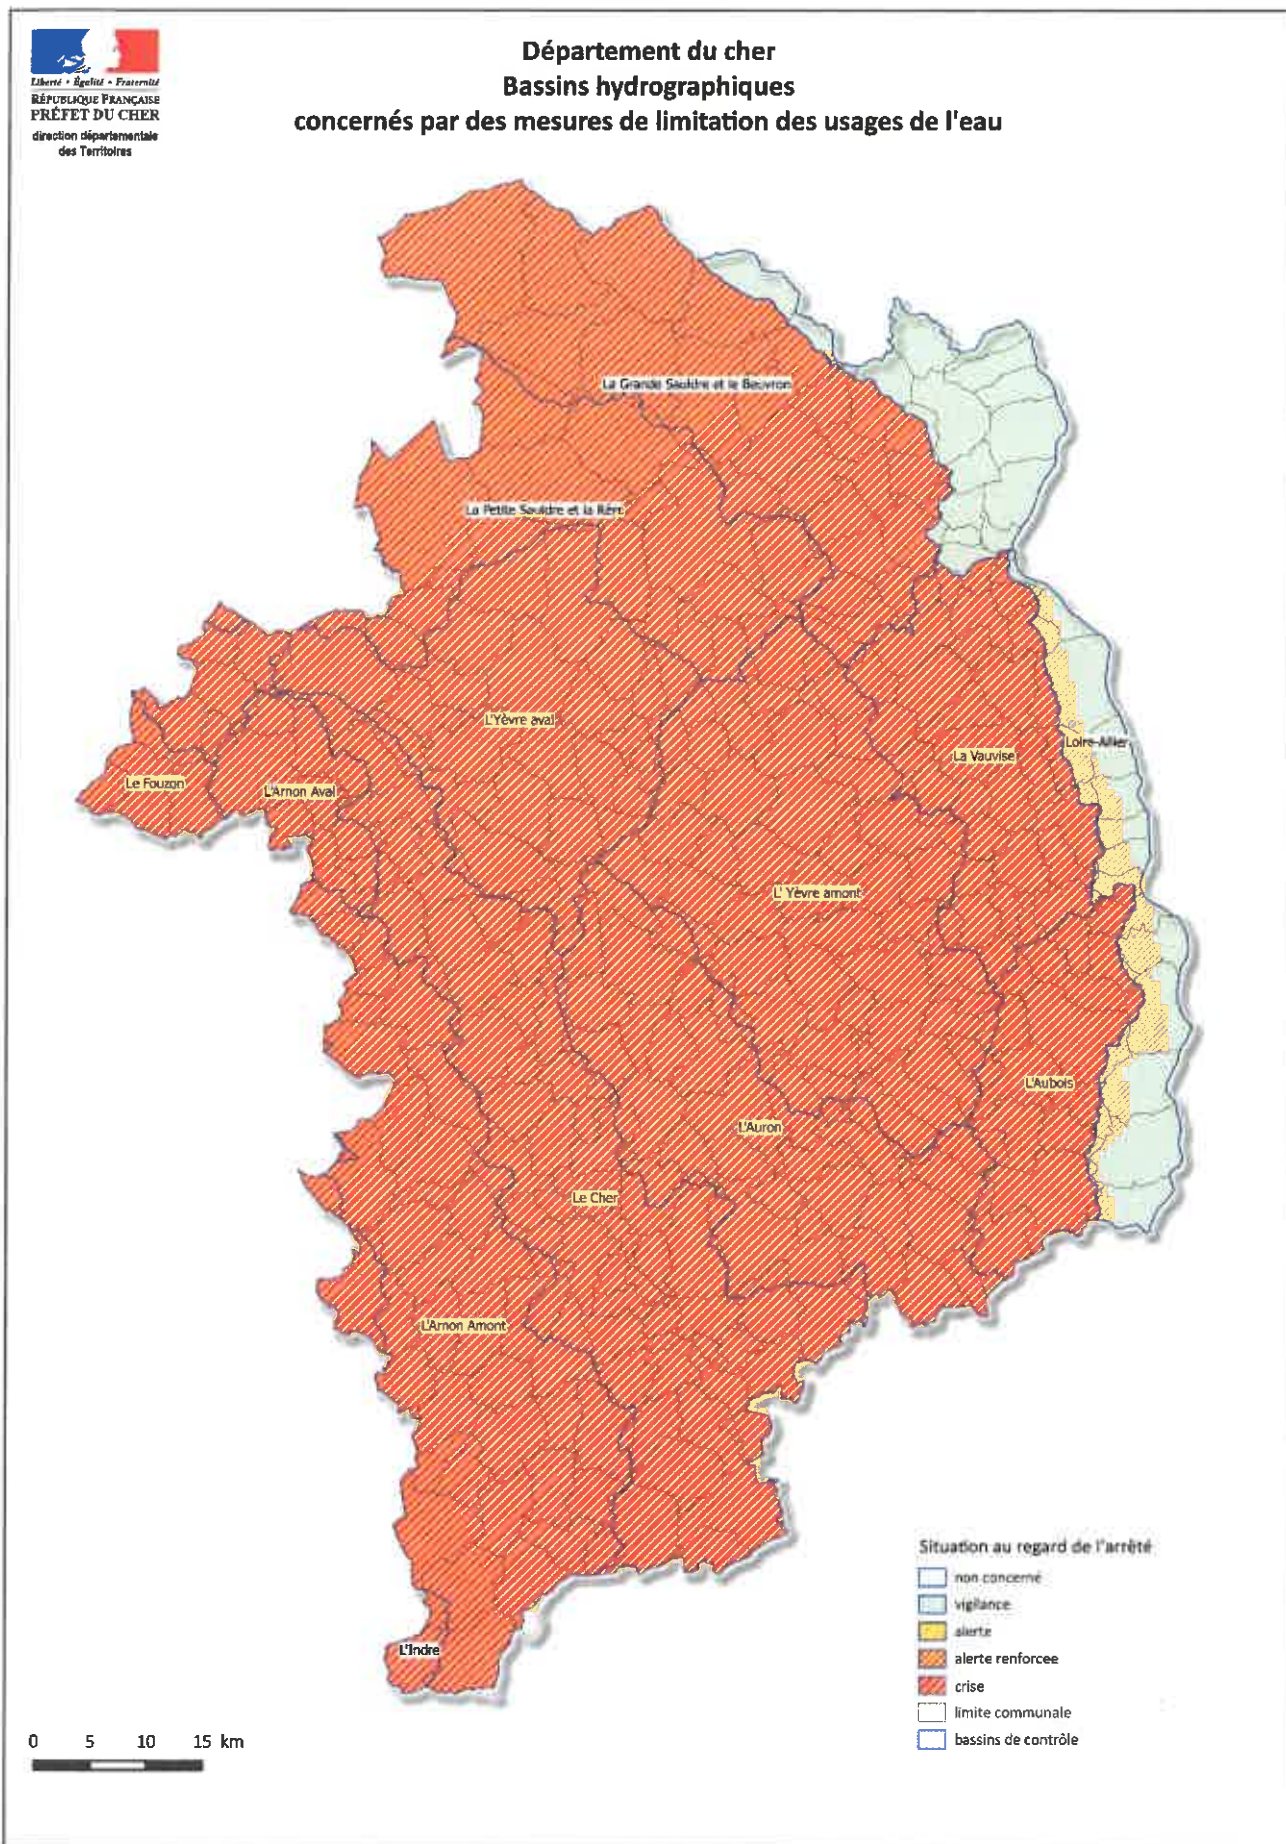 Liberté • Égalité • Fraternité
RÉPUBLIQUE FRANÇAISE
PRÉFET DU CHER
direction départementale
des Territoires
Département du cher
Bassins hydrographiques
concernés par des mesures de limitation des usages de l'eau
La Grande Sauldre et le Beuvron
La Petite Sauldre et la Rère
L'Yèvre aval
Loire-Allier
La Vauvise
Le Fouzon
L'Arnon Aval
L' Yèvre amont
L'Aubois
L'Auron
Le Cher
L'Arnon Amont
L'Indre
Situation au regard de l'arrêté
non concerné
vigilance
alerte
alerte renforcee
crise
limite communale
bassins de contrôle
0 5 10 15 km